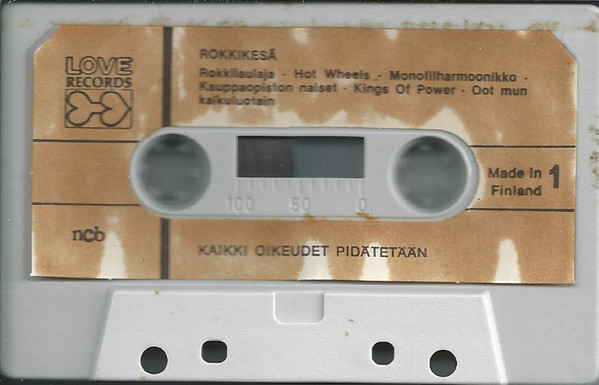 LOVE
RECORDS
ROKKIKESÄ
Rokkilaulaja · Hot Wheels · Monofilharmoonikko ·
Kauppaopiston naiset · Kings Of Power · Oot mun
kaikuluotain
Made in
Finland
1
100 50 0
ncb
KAIKKI OIKEUDET PIDÄTETÄÄN